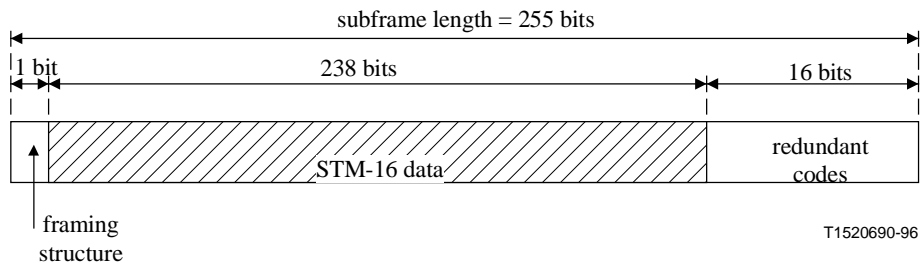 subframe length = 255 bits
1 bit
238 bits
16 bits
STM-16 data
redundant
codes
framing
structure
T1520690-96